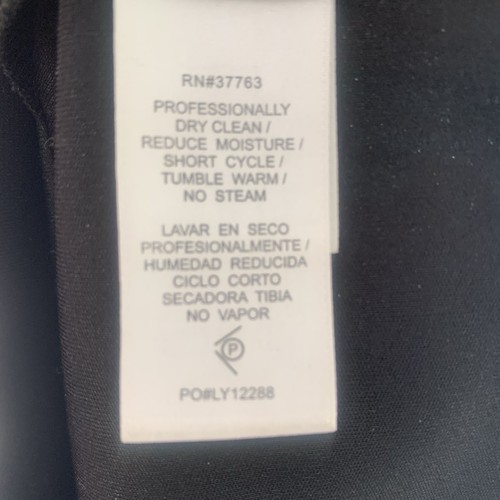 RN#37763
PROFESSIONALLY
DRY CLEAN /
REDUCE MOISTURE /
SHORT CYCLE /
TUMBLE WARM /
NO STEAM
LAVAR EN SECO
PROFESIONALMENTE /
HUMEDAD REDUCIDA
CICLO CORTO
SECADORA TIBIA
NO VAPOR
P
PO#LY12288